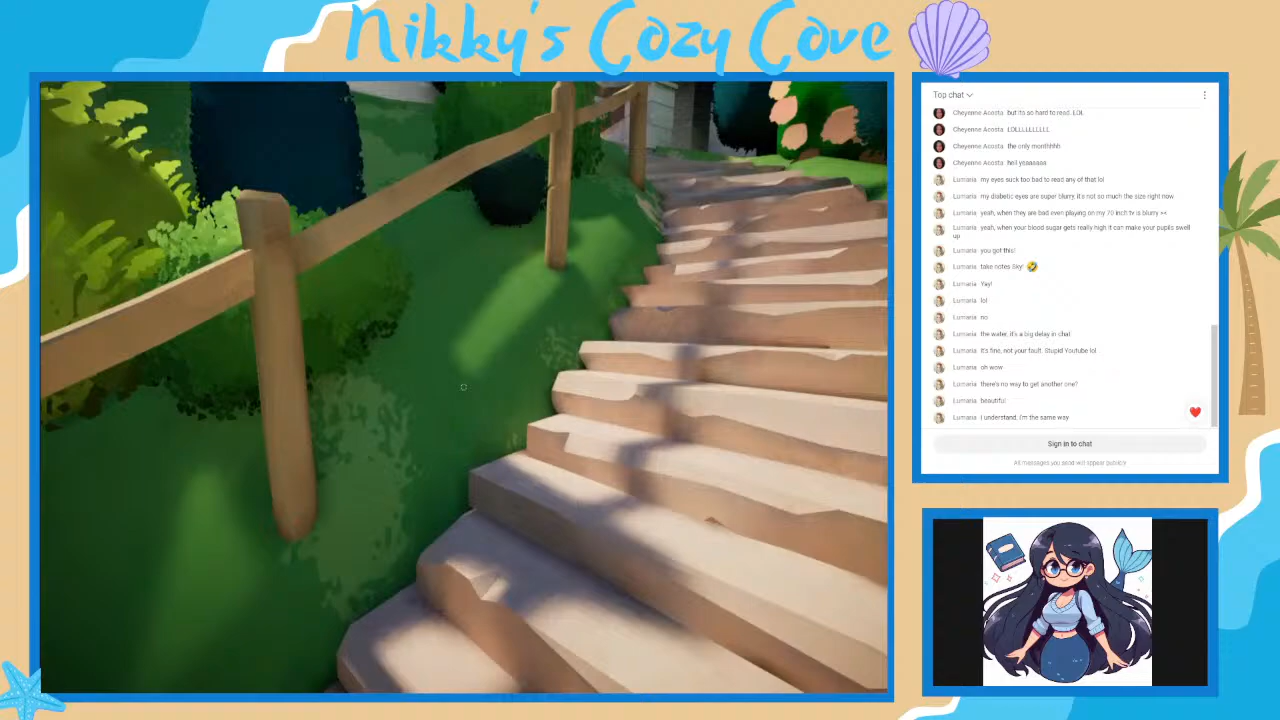 Nikky's Cozy Cove
Top chat
Cheyenne Acosta but its so hard to read..LOL
Cheyenne Acosta LOLLLLLLLLL
Cheyenne Acosta the only monthhhh
Cheyenne Acosta hell yeaaaaaa
Lumaria my eyes suck too bad to read any of that lol
Lumaria my diabetic eyes are super blurry, it's not so much the size right now
Lumaria yeah, when they are bad even playing on my 70 inch tv is blurry ><
Lumaria yeah, when your blood sugar gets really high it can make your pupils swell
up
Lumaria you got this!
Lumaria take notes Sky! 🤣
Lumaria Yay!
Lumaria lol
Lumaria no
Lumaria the water, it's a big delay in chat
Lumaria It's fine, not your fault. Stupid Youtube lol
Lumaria oh wow
Lumaria there's no way to get another one?
Lumaria beautiful
Lumaria I understand, I'm the same way
Sign in to chat
All messages you send will appear publicly